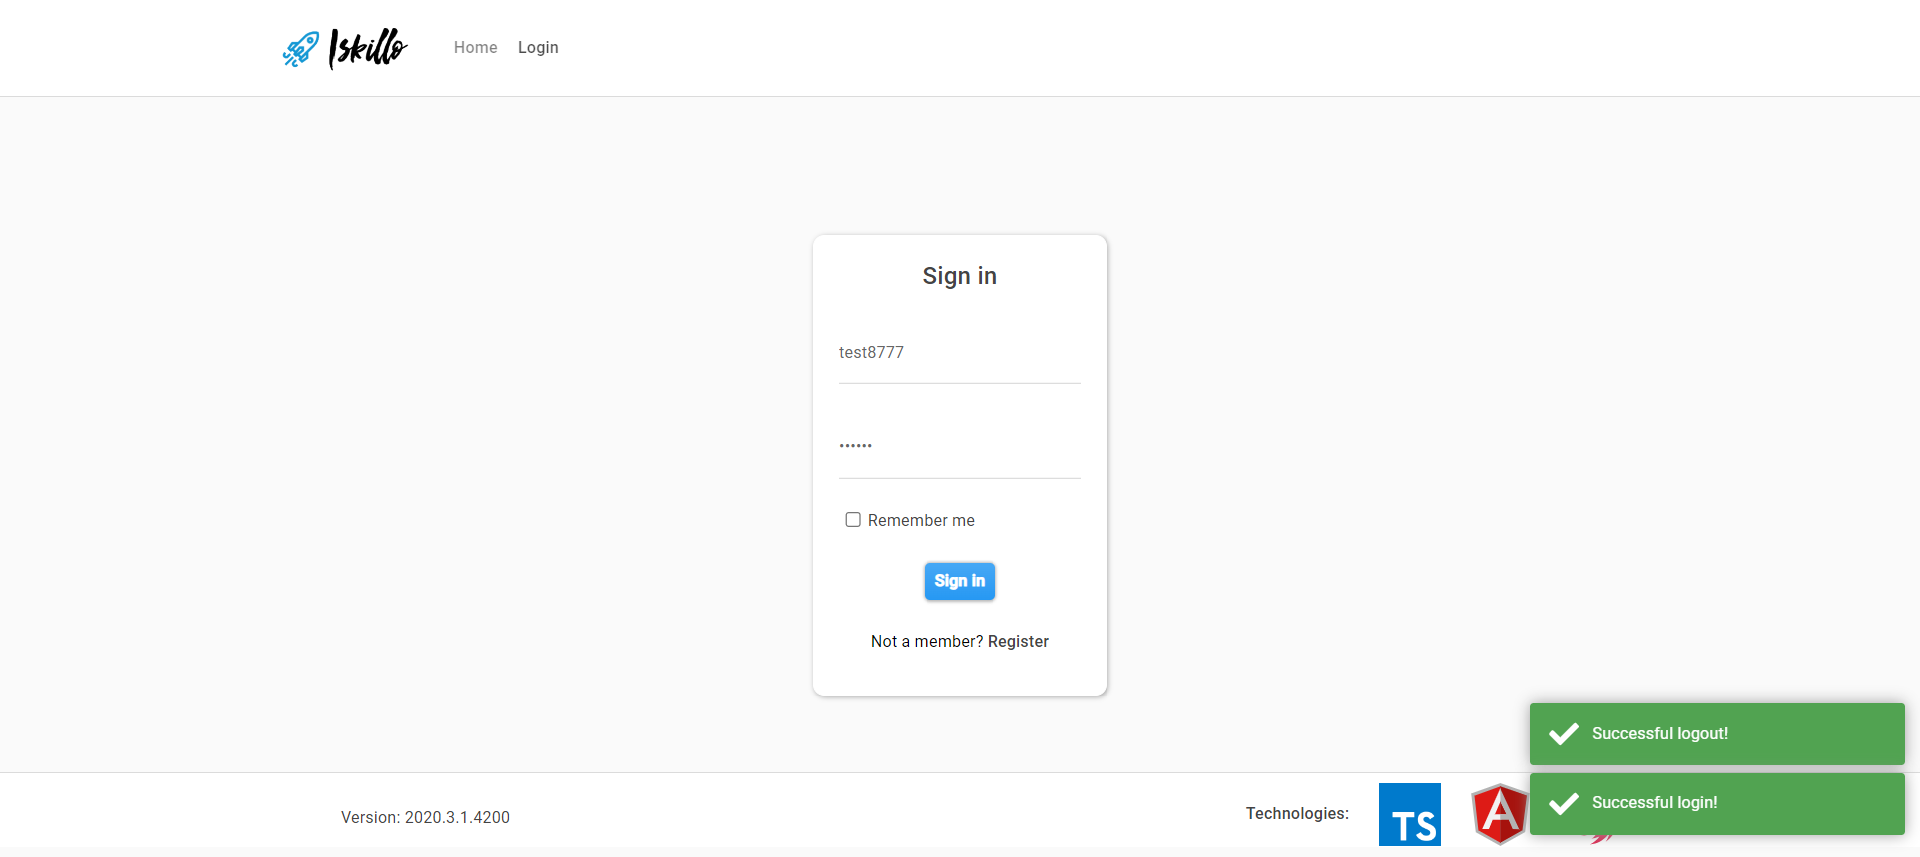 Iskillo
Home
Login
Sign in
test8777
••••••
Remember me
Sign in
Not a member? Register
Successful logout!
Successful login!
Version: 2020.3.1.4200
Technologies:
TS
A